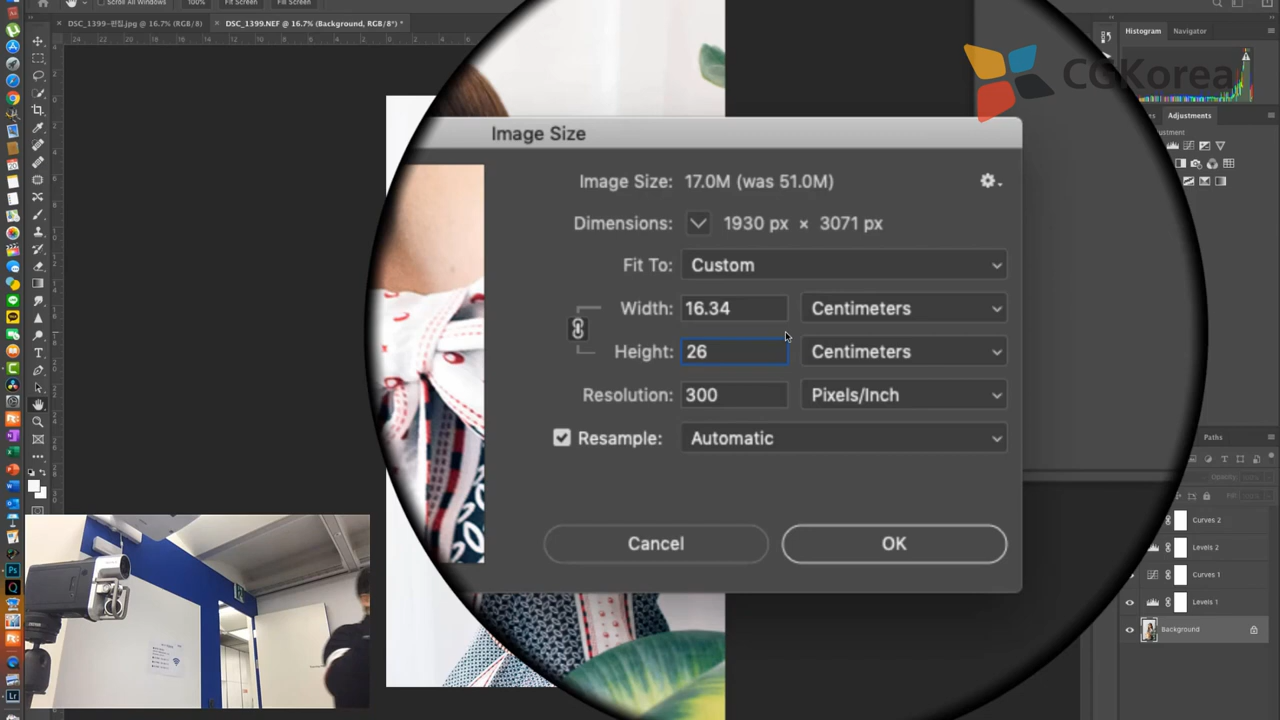 Scroll All Windows
100%
Fit Screen
Fill Screen
DSC_1399-편집.jpg @ 16.7% (RGB/8)
DSC_1399.NEF @ 16.7% (Background, RGB/8*) *
Histogram
Navigator
CGKorea
Adjustments
Image Size
Image Size: 17.0M (was 51.0M)
Dimensions: 1930 px × 3071 px
Fit To: Custom
Width: 16.34 Centimeters
Height: 26 Centimeters
Resolution: 300 Pixels/Inch
Resample: Automatic
Cancel
OK
Paths
Opacity:
Fill:
Curves 2
Levels 2
Curves 1
Levels 1
Background